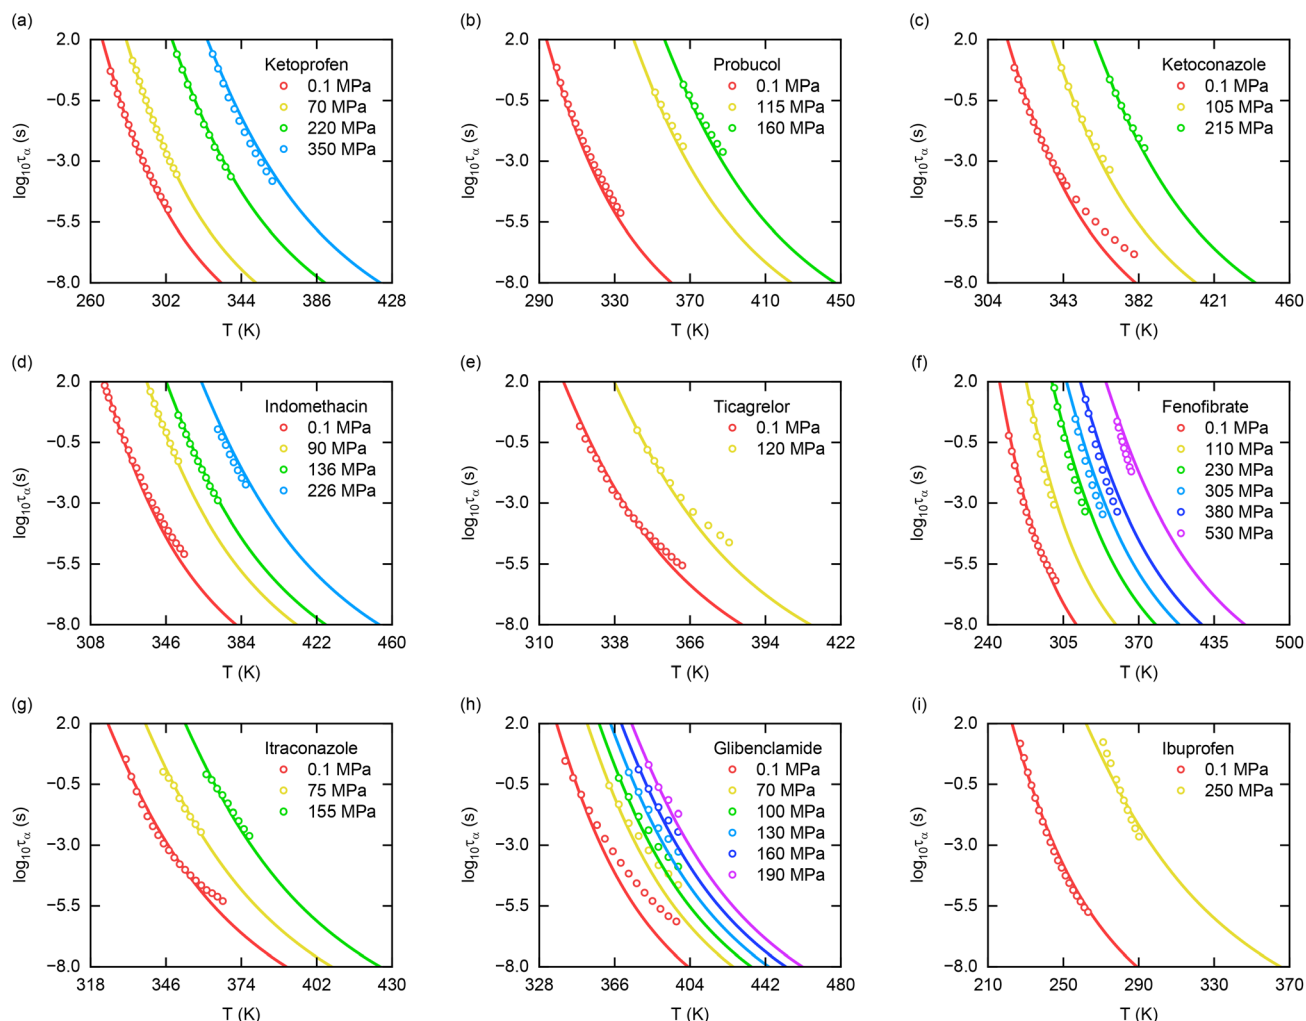 (a)
2.0
−0.5
−3.0
−5.5
−8.0
log₁₀τα (s)
Ketoprofen
0.1 MPa
70 MPa
220 MPa
350 MPa
260 302 344 386 428
T (K)
(b)
2.0
−0.5
−3.0
−5.5
−8.0
log₁₀τα (s)
Probucol
0.1 MPa
115 MPa
160 MPa
290 330 370 410 450
T (K)
(c)
2.0
−0.5
−3.0
−5.5
−8.0
log₁₀τα (s)
Ketoconazole
0.1 MPa
105 MPa
215 MPa
304 343 382 421 460
T (K)
(d)
2.0
−0.5
−3.0
−5.5
−8.0
log₁₀τα(s)
Indomethacin
0.1 MPa
90 MPa
136 MPa
226 MPa
308 346 384 422 460
T (K)
(e)
2.0
−0.5
−3.0
−5.5
−8.0
log₁₀τα (s)
Ticagrelor
0.1 MPa
120 MPa
310 338 366 394 422
T (K)
(f)
2.0
−0.5
−3.0
−5.5
−8.0
log₁₀τα (s)
Fenofibrate
0.1 MPa
110 MPa
230 MPa
305 MPa
380 MPa
530 MPa
240 305 370 435 500
T (K)
(g)
2.0
−0.5
−3.0
−5.5
−8.0
log₁₀τα (s)
Itraconazole
0.1 MPa
75 MPa
155 MPa
318 346 374 402 430
T (K)
(h)
2.0
−0.5
−3.0
−5.5
−8.0
log₁₀τα (s)
Glibenclamide
0.1 MPa
70 MPa
100 MPa
130 MPa
160 MPa
190 MPa
328 366 404 442 480
T (K)
(i)
2.0
−0.5
−3.0
−5.5
−8.0
log₁₀τα (s)
Ibuprofen
0.1 MPa
250 MPa
210 250 290 330 370
T (K)